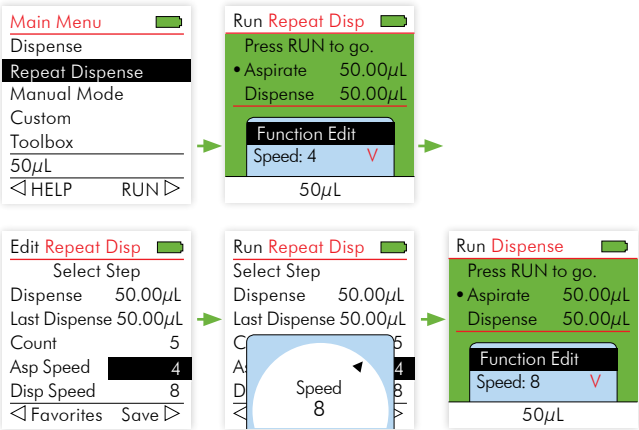 Main Menu
Dispense
Repeat Dispense
Manual Mode
Custom
Toolbox
50µL
HELP RUN
Run Repeat Disp
Press RUN to go.
• Aspirate 50.00µL
Dispense 50.00µL
Function Edit
Speed: 4 V
50µL
Edit Repeat Disp
Select Step
Dispense 50.00µL
Last Dispense 50.00µL
Count 5
Asp Speed 4
Disp Speed 8
Favorites Save
Run Repeat Disp
Select Step
Dispense 50.00µL
Last Dispense 50.00µL
5
4
8
Speed
8
Run Dispense
Press RUN to go.
• Aspirate 50.00µL
Dispense 50.00µL
Function Edit
Speed: 8 V
50µL